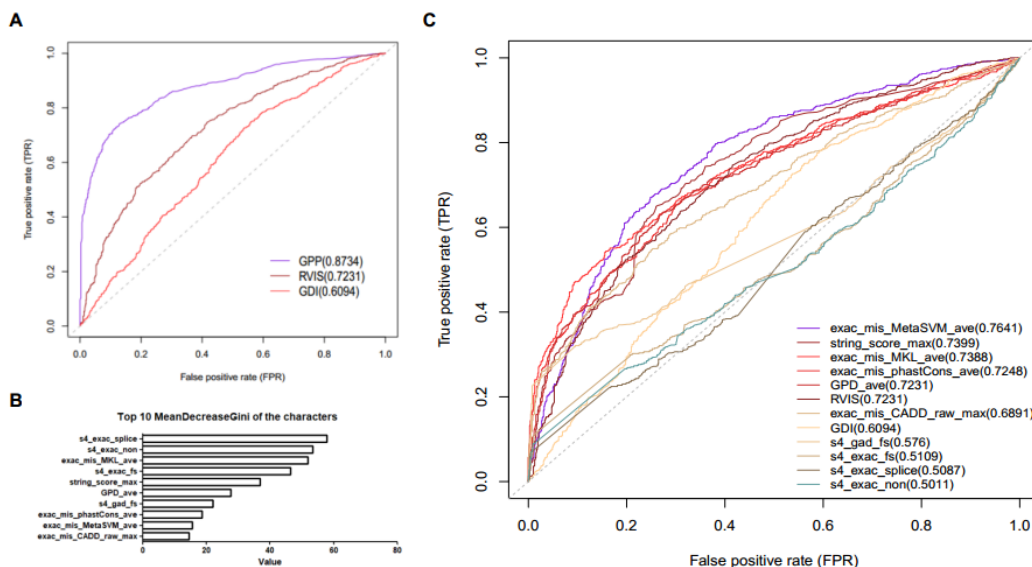 A
True positive rate (TPR)
1.0
0.8
0.6
0.4
0.2
0.0
GPP(0.8734)
RVIS(0.7231)
GDI(0.6094)
0.0 0.2 0.4 0.6 0.8 1.0
False positive rate (FPR)
B
Top 10 MeanDecreaseGini of the characters
s4_exac_splice
s4_exac_non
exac_mis_MKL_ave
s4_exac_fs
string_score_max
GPD_ave
s4_gad_fs
exac_mis_phastCons_ave
exac_mis_MetaSVM_ave
exac_mis_CADD_raw_max
0 20 40 60 80
Value
C
True positive rate (TPR)
1.0
0.8
0.6
0.4
0.2
0.0
exac_mis_MetaSVM_ave(0.7641)
string_score_max(0.7399)
exac_mis_MKL_ave(0.7388)
exac_mis_phastCons_ave(0.7248)
GPD_ave(0.7231)
RVIS(0.7231)
exac_mis_CADD_raw_max(0.6891)
GDI(0.6094)
s4_gad_fs(0.576)
s4_exac_fs(0.5109)
s4_exac_splice(0.5087)
s4_exac_non(0.5011)
0.0 0.2 0.4 0.6 0.8 1.0
False positive rate (FPR)